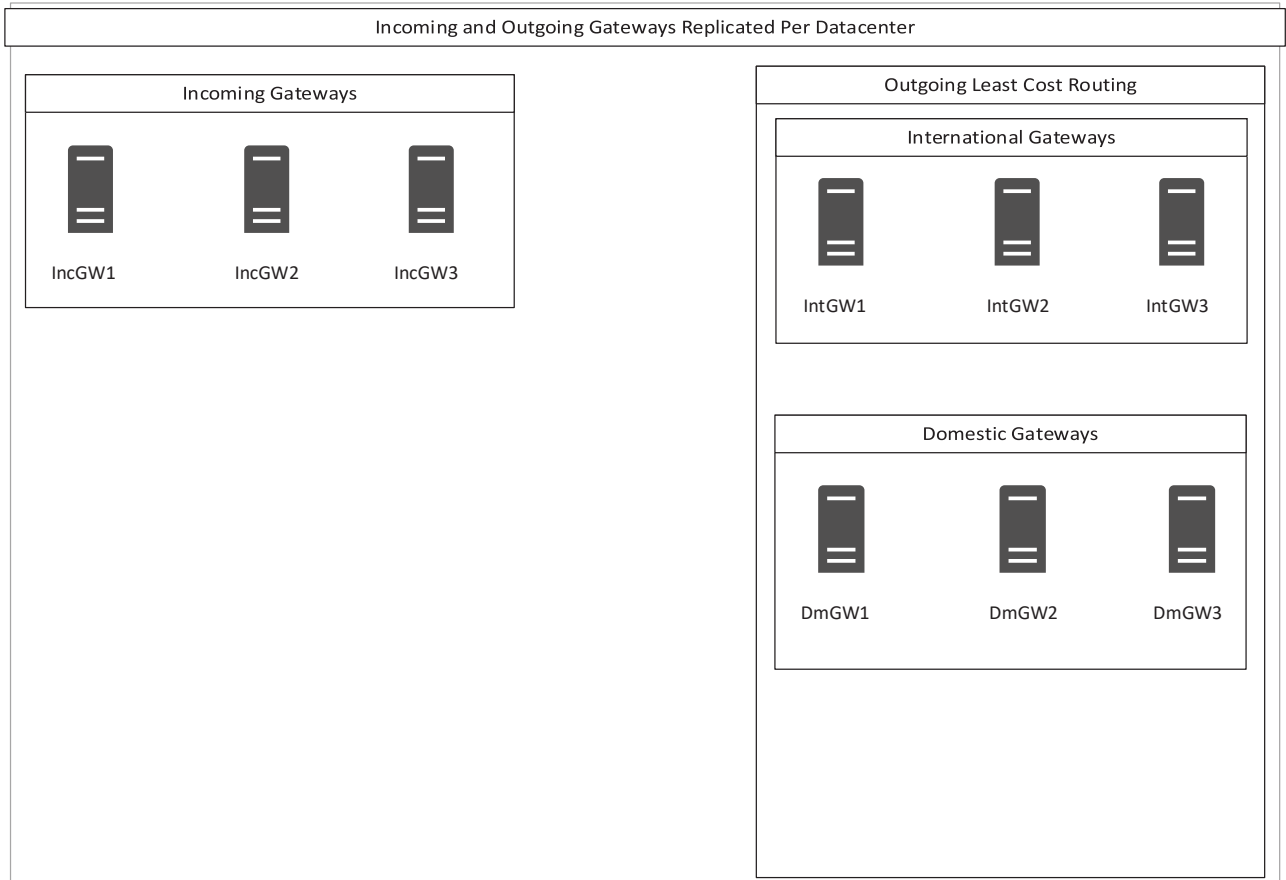 Incoming and Outgoing Gateways Replicated Per Datacenter
Incoming Gateways
IncGW1 IncGW2 IncGW3
Outgoing Least Cost Routing
International Gateways
IntGW1 IntGW2 IntGW3
Domestic Gateways
DmGW1 DmGW2 DmGW3